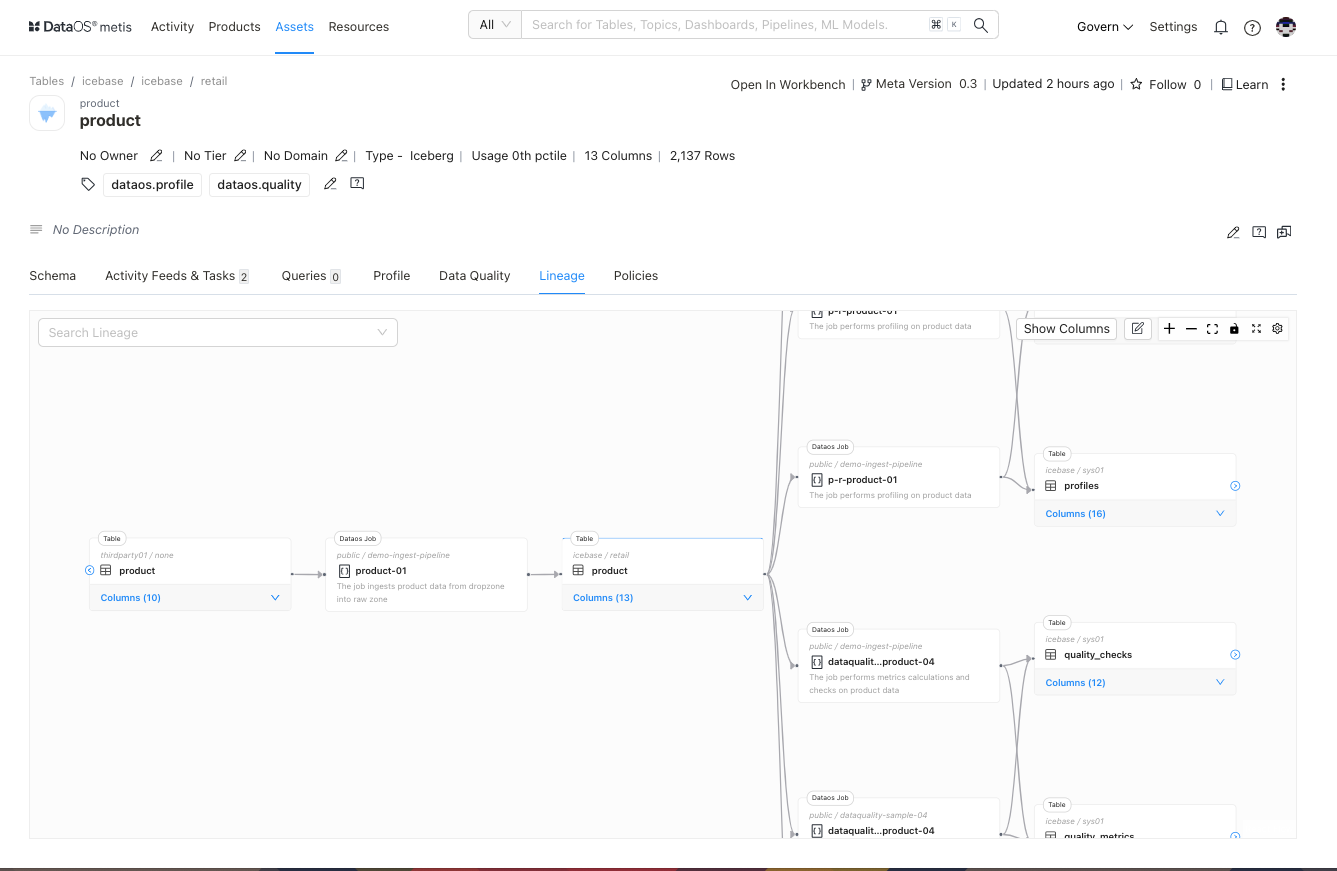 DataOS® metis Activity Products Assets Resources All Search for Tables, Topics, Dashboards, Pipelines, ML Models. ⌘ K Govern Settings
Tables / icebase / icebase / retail
Open In Workbench | Meta Version 0.3 | Updated 2 hours ago | Follow 0 | Learn
product
product
No Owner | No Tier | No Domain | Type - Iceberg | Usage 0th pctile | 13 Columns | 2,137 Rows
dataos.profile dataos.quality
No Description
Schema Activity Feeds & Tasks 2 Queries 0 Profile Data Quality Lineage Policies
Search Lineage
Show Columns
p-r-product-01
The job performs profiling on product data
Dataos Job
public / demo-ingest-pipeline
p-r-product-01
The job performs profiling on product data
Table
icebase / sys01
profiles
Columns (16)
Table
thirdparty01 / none
product
Columns (10)
Dataos Job
public / demo-ingest-pipeline
product-01
The job ingests product data from dropzone
into raw zone
Table
icebase / retail
product
Columns (13)
Dataos Job
public / demo-ingest-pipeline
dataqualit...product-04
The job performs metrics calculations and
checks on product data
Table
icebase / sys01
quality_checks
Columns (12)
Dataos Job
public / dataquality-sample-04
dataqualit...product-04
Table
icebase / sys01
quality_metrics